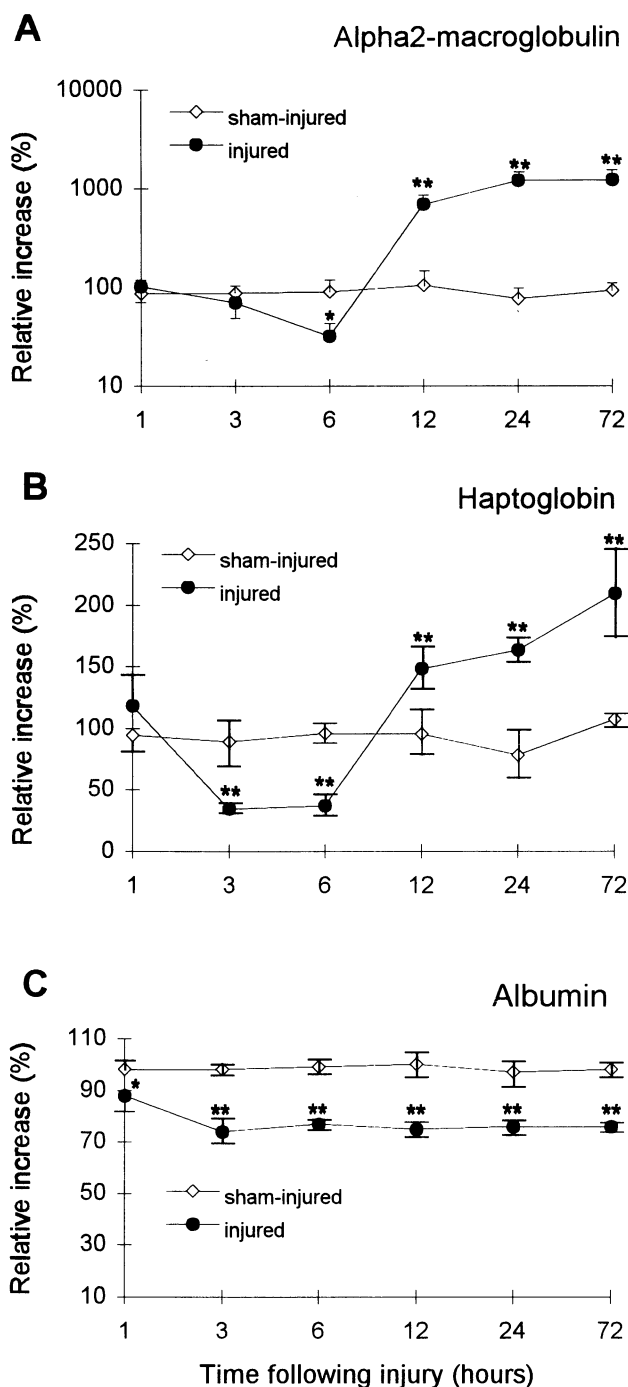 A
Alpha2-macroglobulin
Relative increase (%)
10000
1000
100
10
sham-injured
injured
*
**
**
**
1 3 6 12 24 72
B
Haptoglobin
Relative increase (%)
250
200
150
100
50
0
sham-injured
injured
**
**
**
**
**
1 3 6 12 24 72
C
Albumin
Relative increase (%)
110
90
70
50
30
10
*
**
**
**
**
**
sham-injured
injured
1 3 6 12 24 72
Time following injury (hours)